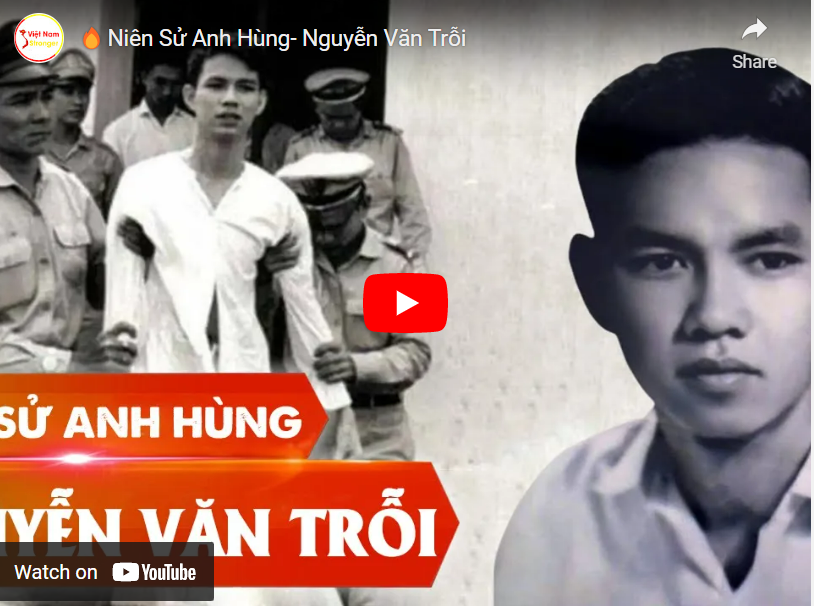 Việt Nam
Stronger
🔥 Niên Sử Anh Hùng- Nguyễn Văn Trỗi
Share
SỬ ANH HÙNG
YỄN VĂN TRỖI
Watch on YouTube